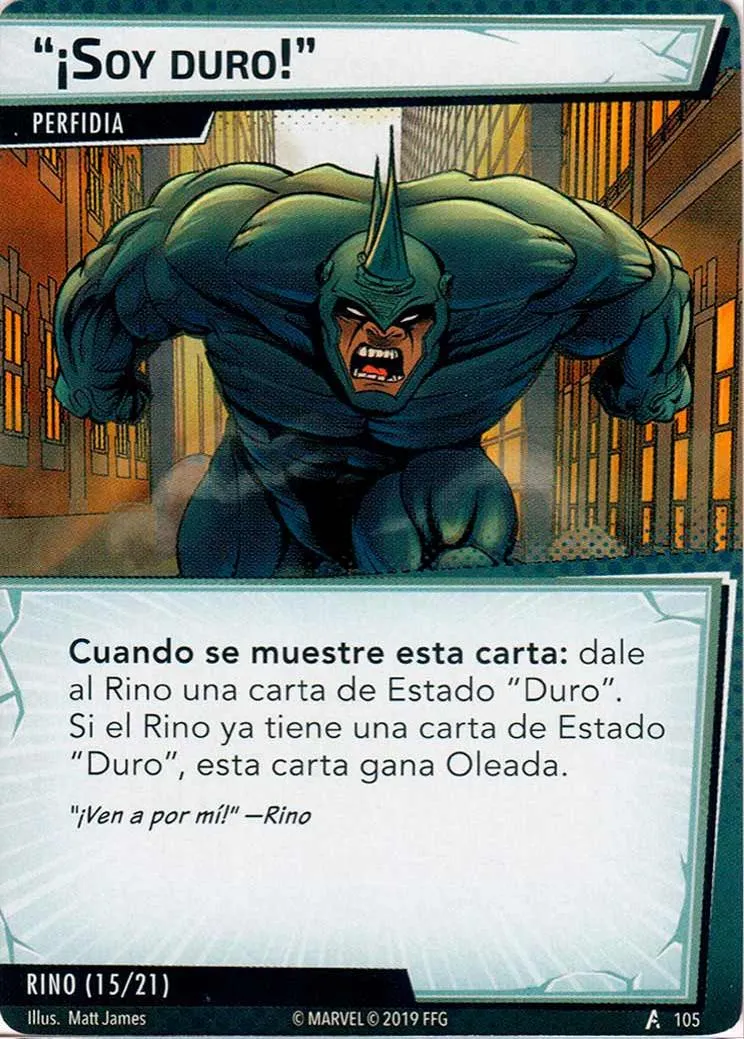 “¡Soy duro!”
PERFIDIA
Cuando se muestre esta carta: dale
al Rino una carta de Estado “Duro”.
Si el Rino ya tiene una carta de Estado
“Duro”, esta carta gana Oleada.
"¡Ven a por mí!" —Rino
RINO (15/21)
Illus. Matt James
© MARVEL © 2019 FFG
105